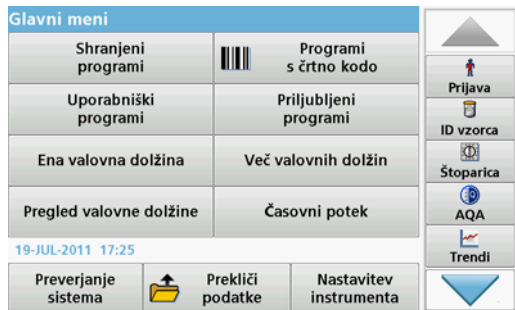 Glavni meni
Shranjeni
programi
Programi
s črtno kodo
Uporabniški
programi
Priljubljeni
programi
Ena valovna dolžina
Več valovnih dolžin
Pregled valovne dolžine
Časovni potek
19-JUL-2011 17:25
Preverjanje
sistema
Prekliči
podatke
Nastavitev
instrumenta
Prijava
ID vzorca
Štoparica
AQA
Trendi